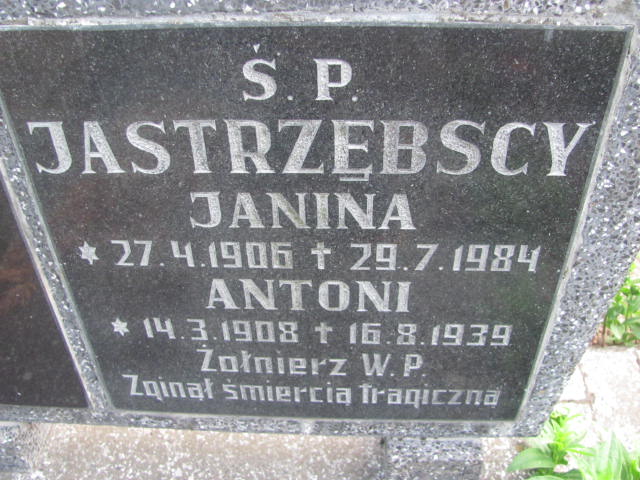 Ś. P.
JASTRZĘBSCY
JANINA
* 27.4.1906 † 29.7.1984
ANTONI
* 14.3.1908 † 16.8.1939
Żołnierz W.P.
Zginął śmiercią tragiczną